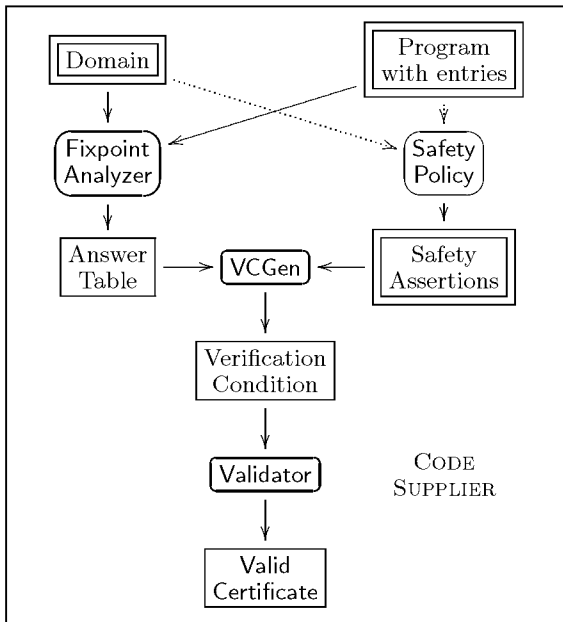 Domain
Program
with entries
Fixpoint
Analyzer
Safety
Policy
Answer
Table
VCGen
Safety
Assertions
Verification
Condition
Validator
CODE
SUPPLIER
Valid
Certificate